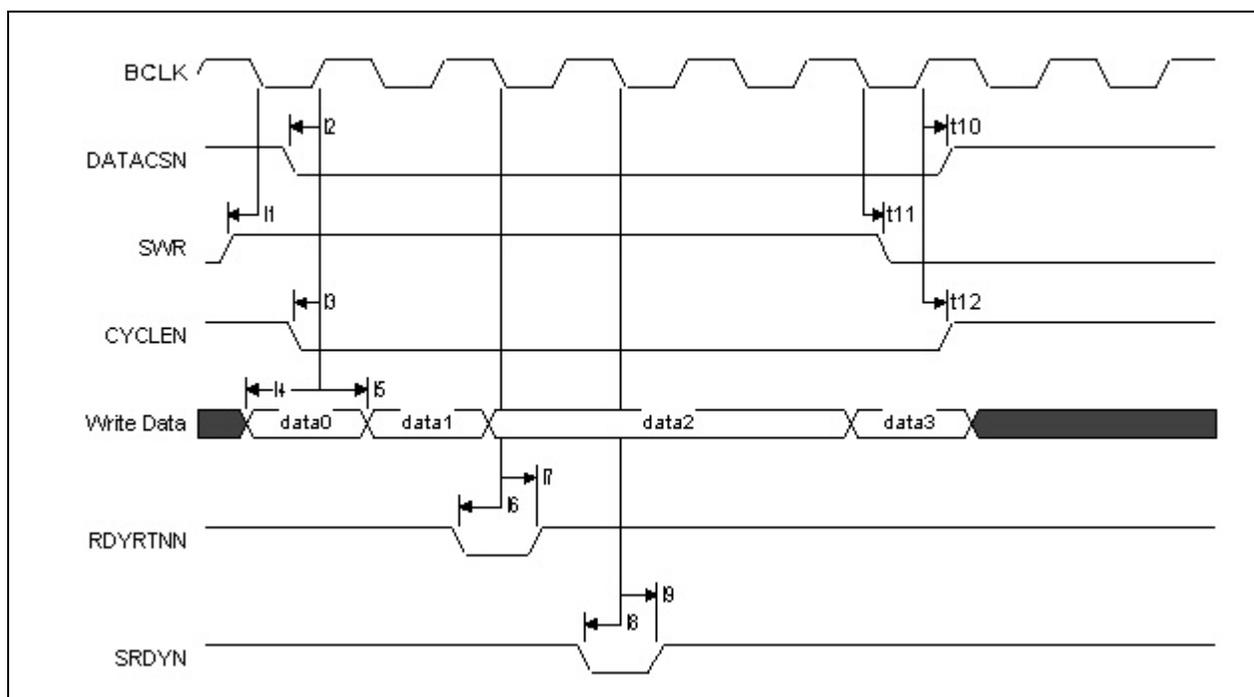 BCLK
t2
t10
DATACSN
t1
t11
SWR
t3
t12
CYCLEN
t4
t5
Write Data
data0
data1
data2
data3
t7
t6
RDYRTNN
t9
t8
SRDYN